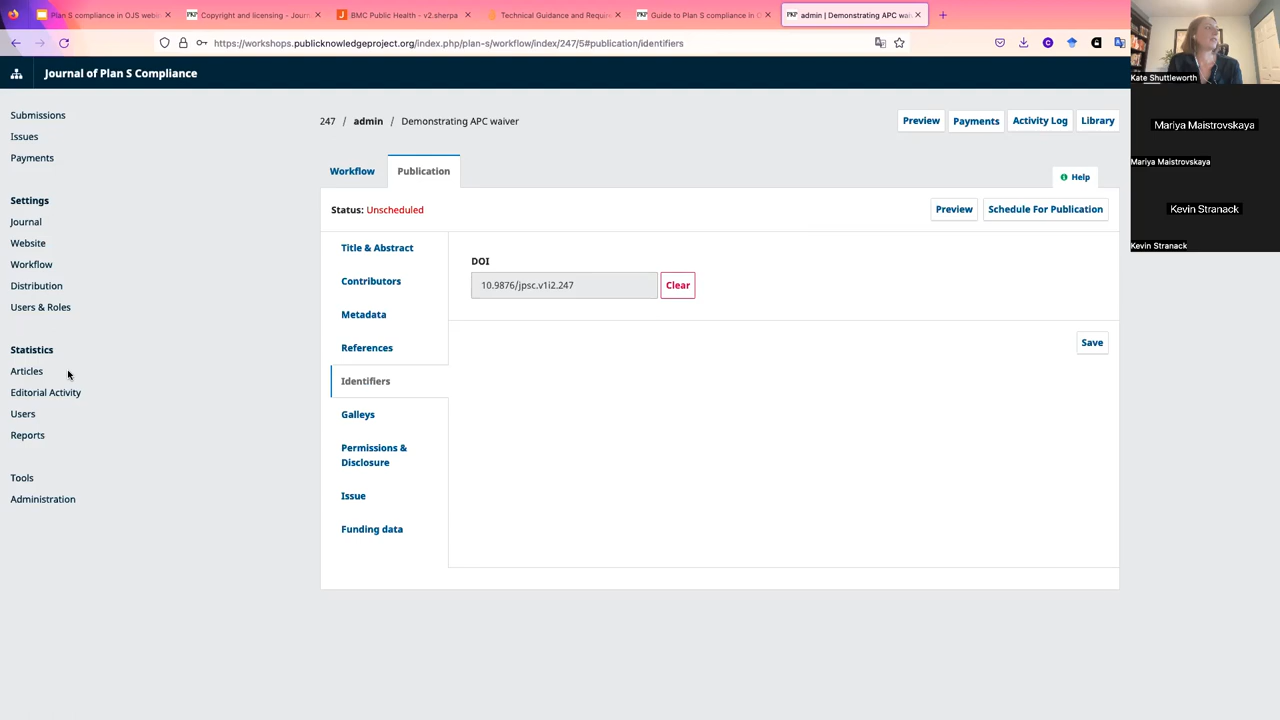 Plan S compliance in OJS webi
Copyright and licensing - Journ
BMC Public Health - v2.sherpa
Technical Guidance and Require
Guide to Plan S compliance in O
admin | Demonstrating APC wai
https://workshops.publicknowledgeproject.org/index.php/plan-s/workflow/index/247/5#publication/identifiers
Journal of Plan S Compliance
Kate Shuttleworth
Submissions
Issues
Payments
247 / admin / Demonstrating APC waiver
Preview
Payments
Activity Log
Library
Mariya Maistrovskaya
Mariya Maistrovskaya
Workflow
Publication
Help
Settings
Journal
Website
Workflow
Distribution
Users & Roles
Status: Unscheduled
Preview
Schedule For Publication
Kevin Stranack
Kevin Stranack
Title & Abstract
Contributors
Metadata
References
Identifiers
Galleys
Permissions &
Disclosure
Issue
Funding data
DOI
10.9876/jpsc.v1i2.247
Clear
Save
Statistics
Articles
Editorial Activity
Users
Reports
Tools
Administration